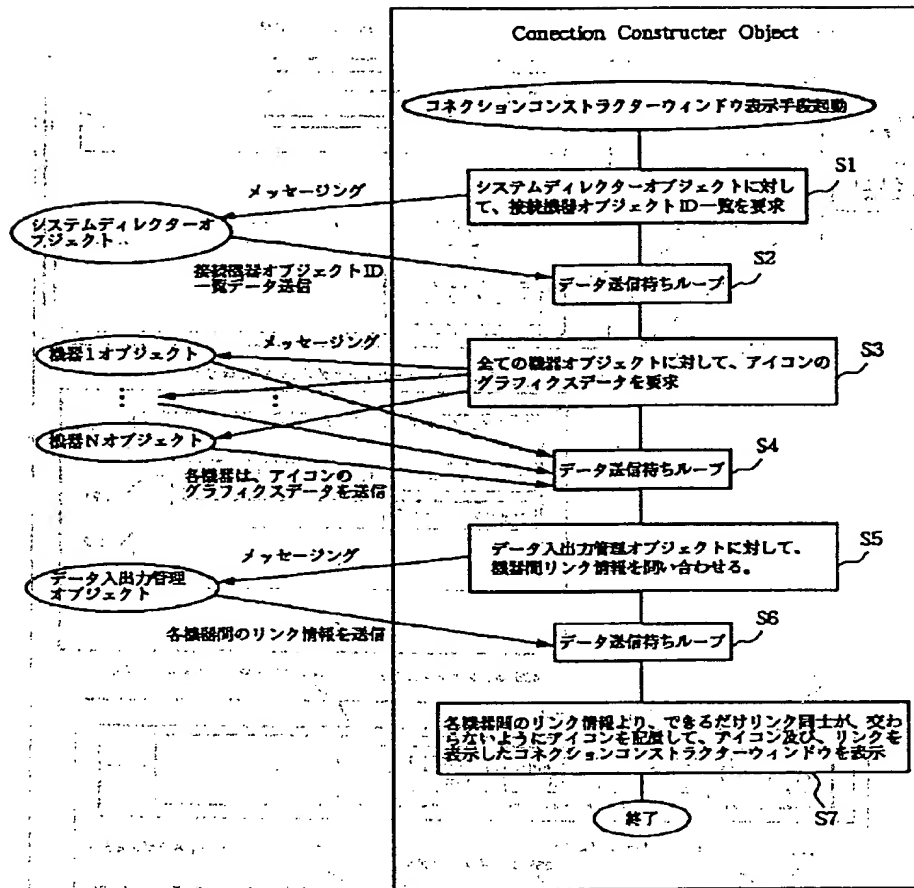 Conection Constructer Object
コネクションコンストラクターウィンドウ表示手段起動
S1
メッセージング
システムディレクターオブジェクトに対し
て、接続機器オブジェクトID一覧を要求
システムディレクターオ
ブジェクト
S2
接続機器オブジェクトID
一覧データ送信
データ送信待ちループ
メッセージング
S3
機器1オブジェクト
全ての機器オブジェクトに対して、アイコンの
グラフィクスデータを要求
機器Nオブジェクト
S4
データ送信待ちループ
各機器は、アイコンの
グラフィクスデータを送信
S5
メッセージング
データ入出力管理オブジェクトに対して、
機器間リンク情報を問い合わせる。
データ入出力管理
オブジェクト
S6
各機器間のリンク情報を送信
データ送信待ちループ
各機器間のリンク情報より、できるだけリンク同士が、交わ
らないようにアイコンを配置して、アイコン及び、リンクを
表示したコネクションコンストラクターウィンドウを表示
S7
終了